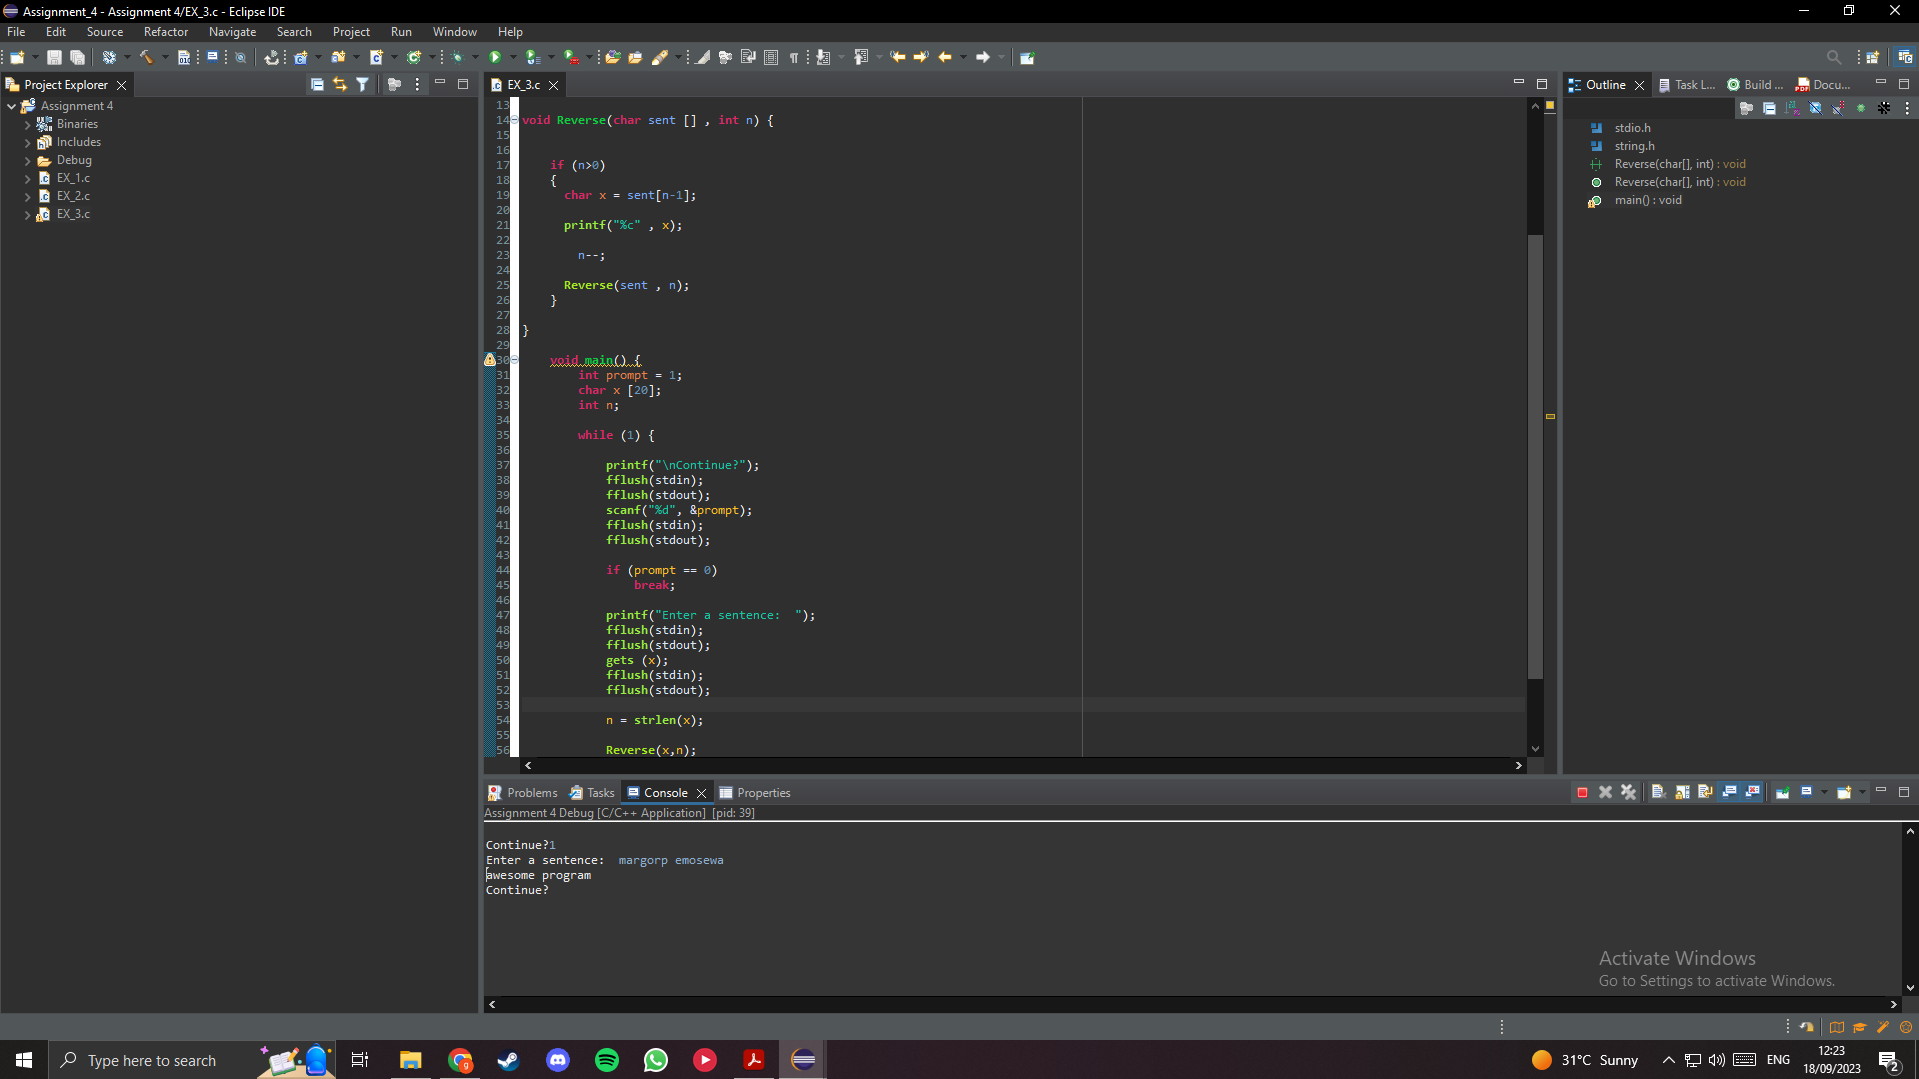 Assignment_4 - Assignment 4/EX_3.c - Eclipse IDE
File Edit Source Refactor Navigate Search Project Run Window Help
Project Explorer
Assignment 4
Binaries
Includes
Debug
EX_1.c
EX_2.c
EX_3.c
EX_3.c
13
14 void Reverse(char sent [] , int n) {
15
16
17 if (n>0)
18 {
19 char x = sent[n-1];
20
21 printf("%c" , x);
22
23 n--;
24
25 Reverse(sent , n);
26 }
27
28 }
29
30 void main() {
31 int prompt = 1;
32 char x [20];
33 int n;
34
35 while (1) {
36
37 printf("\nContinue?");
38 fflush(stdin);
39 fflush(stdout);
40 scanf("%d", &prompt);
41 fflush(stdin);
42 fflush(stdout);
43
44 if (prompt == 0)
45 break;
46
47 printf("Enter a sentence:  ");
48 fflush(stdin);
49 fflush(stdout);
50 gets (x);
51 fflush(stdin);
52 fflush(stdout);
53
54 n = strlen(x);
55
56 Reverse(x,n);
Outline Task L... Build ... Docu...
stdio.h
string.h
Reverse(char[], int) : void
Reverse(char[], int) : void
main() : void
Problems Tasks Console Properties
Assignment 4 Debug [C/C++ Application] [pid: 39]
Continue?1
Enter a sentence:  margorp emosewa
awesome program
Continue?
Activate Windows
Go to Settings to activate Windows.
Type here to search
31°C Sunny
ENG
12:23
18/09/2023
2